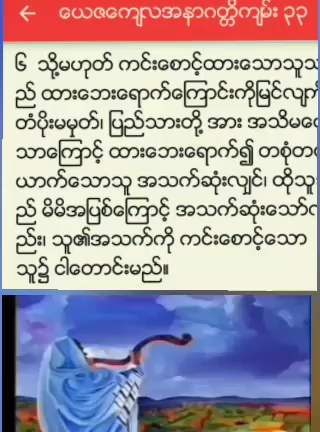 ယေဇကျေလအနာဂတ္တိကျမ်း ၃၃
၆ သို့မဟုတ် ကင်းစောင့်ထားသောသူသ
ည် ထားဘေးရောက်ကြောင်းကိုမြင်လျက်
တံပိုးမမှုတ်၊ ပြည်သားတို့ အား အသိမပေ
သာကြောင့် ထားဘေးရောက်၍ တစုံတ
ယာက်သောသူ အသက်ဆုံးလျှင်၊ ထိုသူ
ည် မိမိအပြစ်ကြောင့် အသက်ဆုံးသော်လ
ည်း၊ သူ၏အသက်ကို ကင်းစောင့်သော
သူ၌ ငါတောင်းမည်။